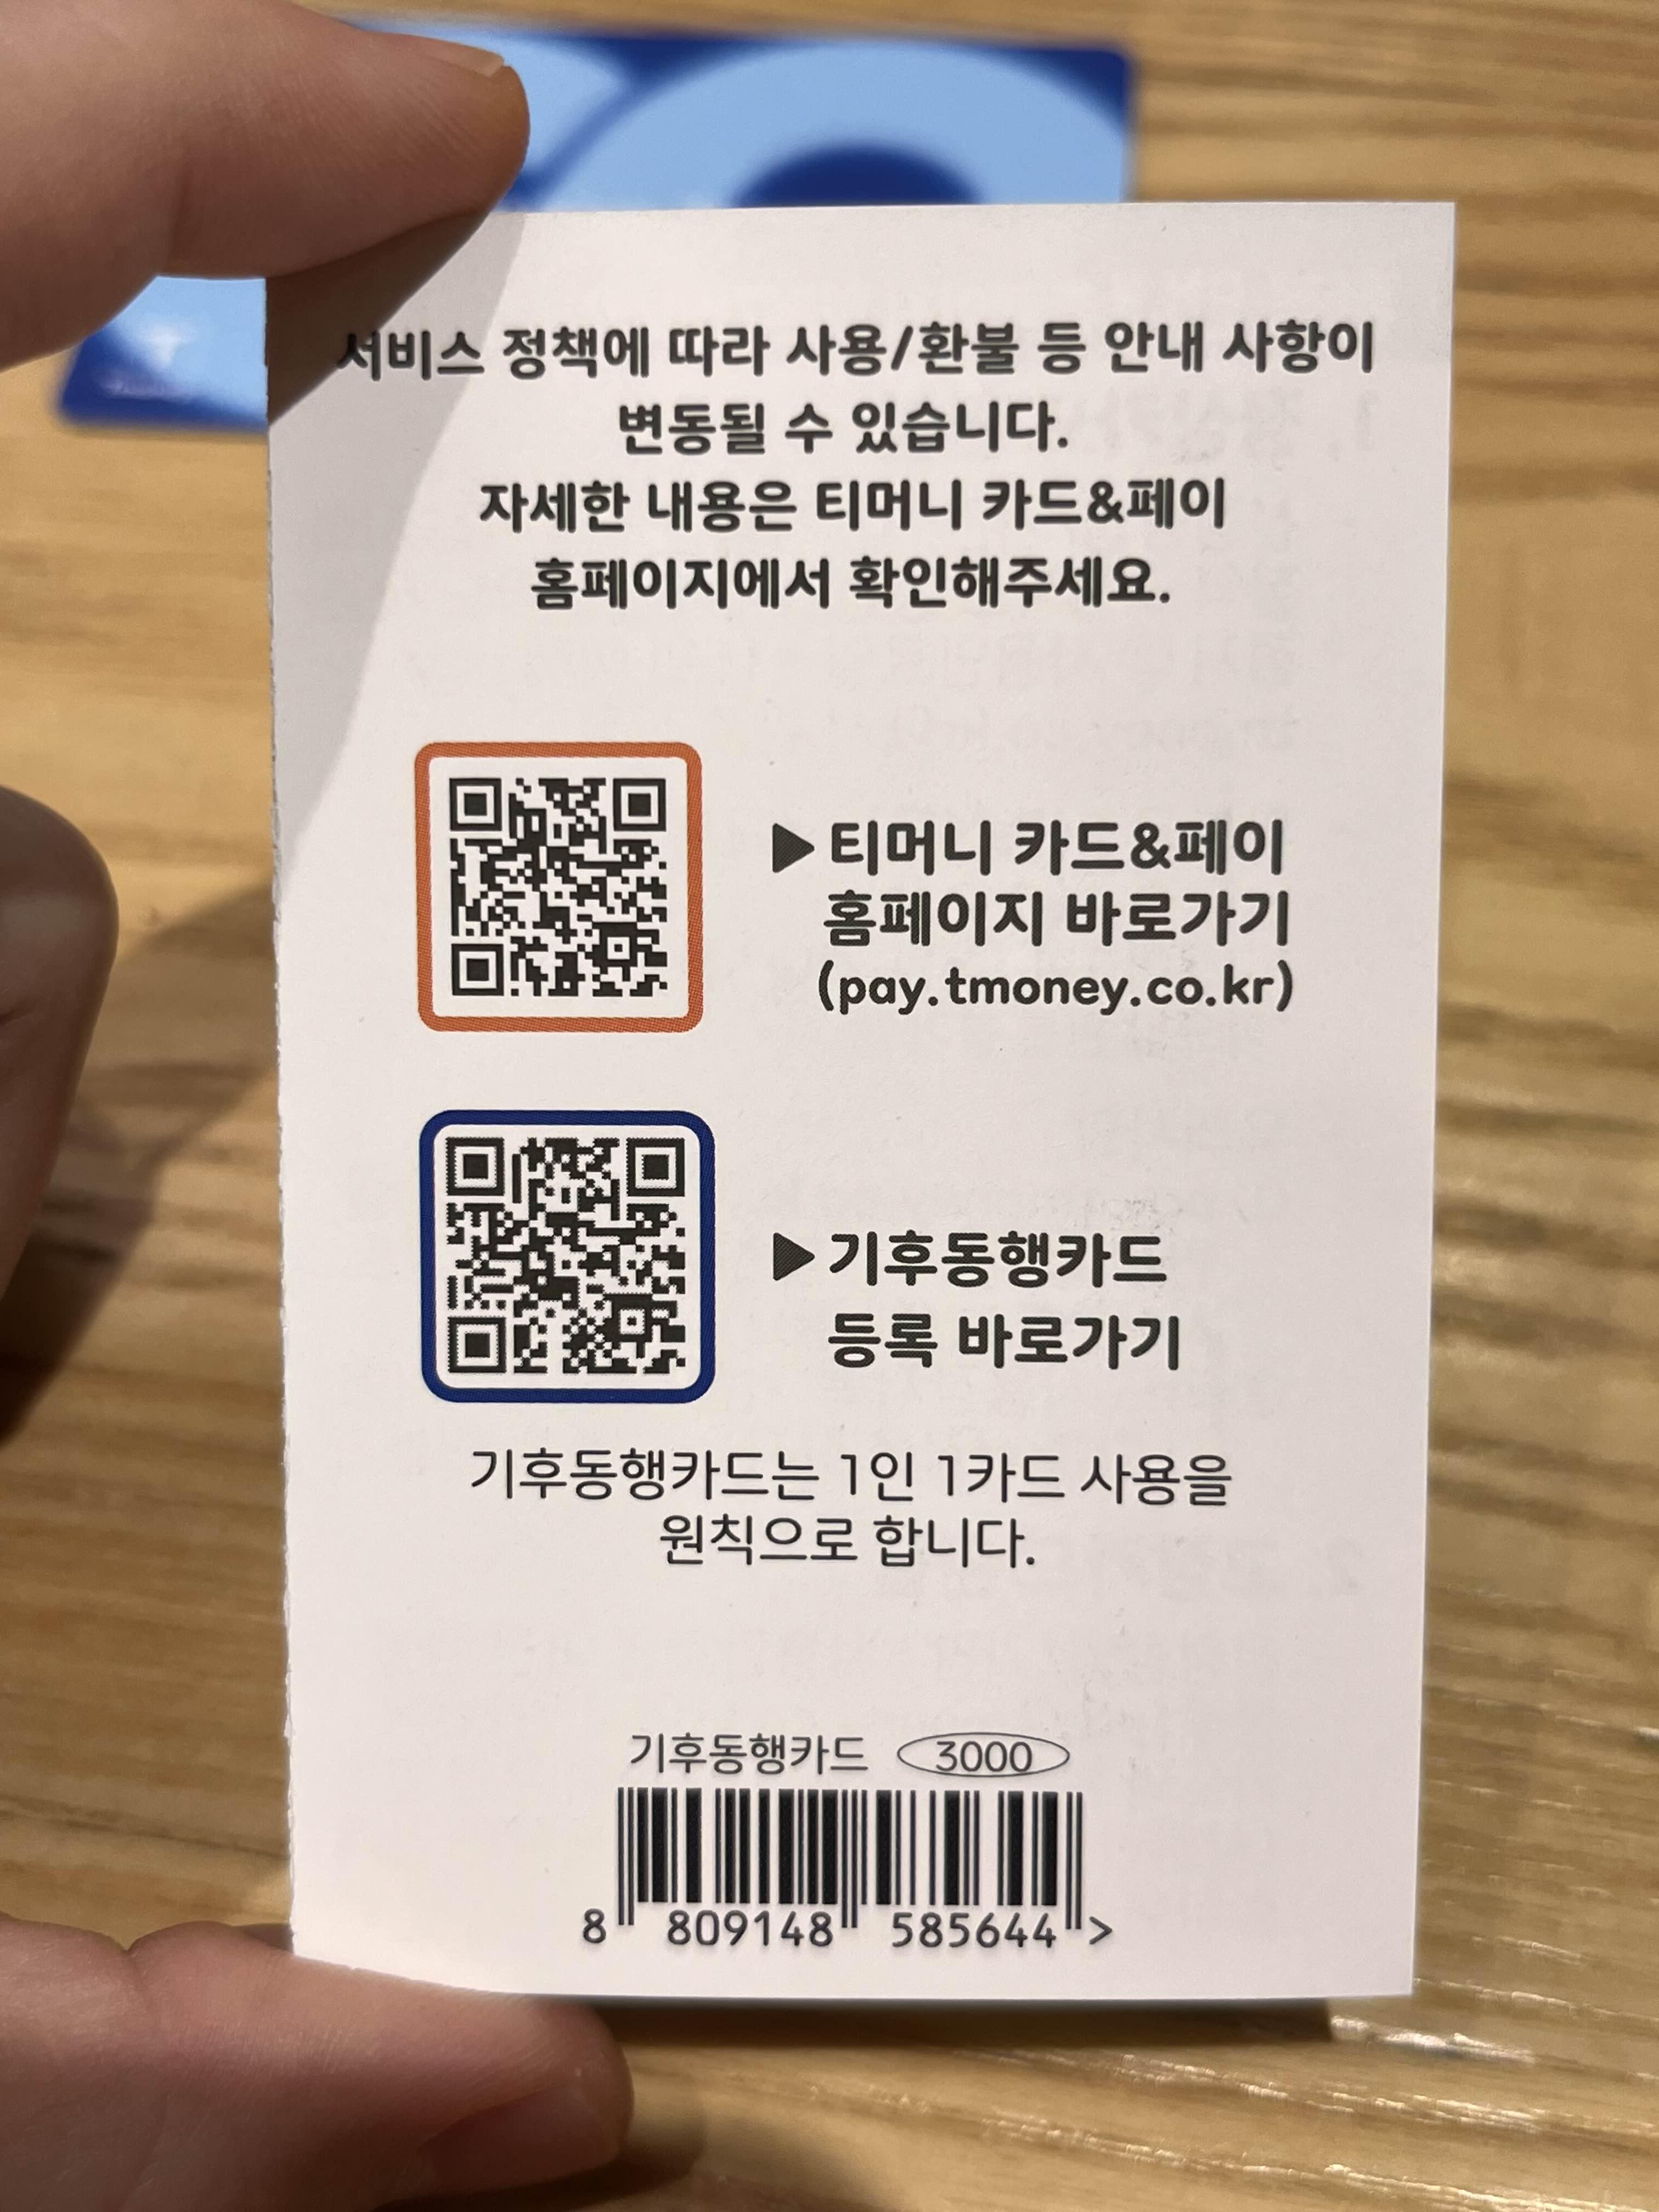 서비스 정책에 따라 사용/환불 등 안내 사항이
변동될 수 있습니다.
자세한 내용은 티머니 카드&페이
홈페이지에서 확인해주세요.
▶티머니 카드&페이
홈페이지 바로가기
(pay.tmoney.co.kr)
▶기후동행카드
등록 바로가기
기후동행카드는 1인 1카드 사용을
원칙으로 합니다.
기후동행카드 3000
8 809148 585644 >